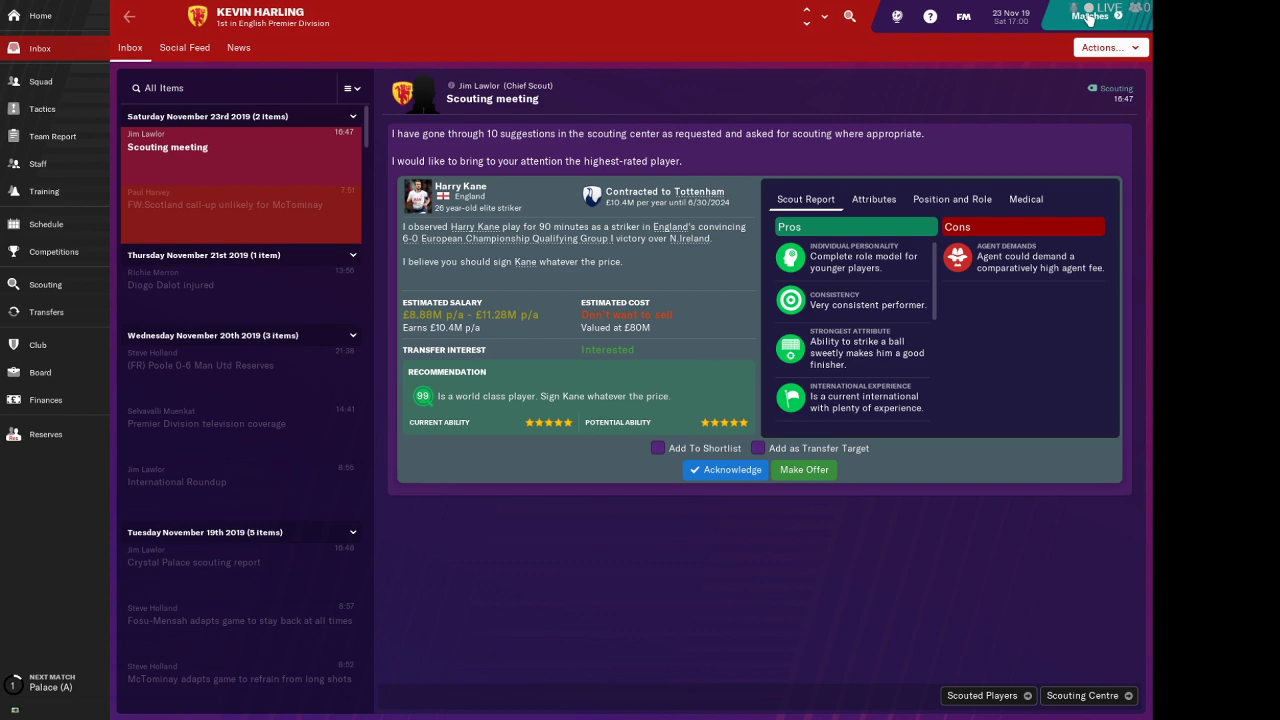 KEVIN HARLING
1st in English Premier Division
FM
23 Nov 19
Sat 17:00
LIVE
0
Matches
Home
Inbox
Squad
Tactics
Team Report
Staff
Training
Schedule
Competitions
Scouting
Transfers
Club
Board
Finances
Res
Reserves
1
NEXT MATCH
Palace (A)
Inbox
Social Feed
News
Actions...
All Items
Saturday November 23rd 2019 (2 items)
Jim Lawlor 16:47
Scouting meeting
Paul Harvey 7:51
FW:Scotland call-up unlikely for McTominay
Thursday November 21st 2019 (1 item)
Richie Merron 13:56
Diogo Dalot injured
Wednesday November 20th 2019 (3 items)
Steve Holland 21:38
(FR) Poole 0-6 Man Utd Reserves
Selvavalli Muenkat 14:41
Premier Division television coverage
Jim Lawlor 8:55
International Roundup
Tuesday November 19th 2019 (5 items)
Jim Lawlor 16:48
Crystal Palace scouting report
Steve Holland 8:57
Fosu-Mensah adapts game to stay back at all times
Steve Holland 8:52
McTominay adapts game to refrain from long shots
Jim Lawlor (Chief Scout)
Scouting meeting
Scouting
16:47
I have gone through 10 suggestions in the scouting center as requested and asked for scouting where appropriate.
I would like to bring to your attention the highest-rated player.
Harry Kane
England
26 year-old elite striker
Contracted to Tottenham
£10.4M per year until 6/30/2024
I observed Harry Kane play for 90 minutes as a striker in England's convincing
6-0 European Championship Qualifying Group I victory over N.Ireland.
I believe you should sign Kane whatever the price.
ESTIMATED SALARY
£8.88M p/a - £11.28M p/a
Earns £10.4M p/a
ESTIMATED COST
Don't want to sell
Valued at £80M
TRANSFER INTEREST
Interested
RECOMMENDATION
99
Is a world class player. Sign Kane whatever the price.
CURRENT ABILITY
POTENTIAL ABILITY
Scout Report
Attributes
Position and Role
Medical
Pros
INDIVIDUAL PERSONALITY
Complete role model for
younger players.
CONSISTENCY
Very consistent performer.
STRONGEST ATTRIBUTE
Ability to strike a ball
sweetly makes him a good
finisher.
INTERNATIONAL EXPERIENCE
Is a current international
with plenty of experience.
Cons
AGENT DEMANDS
Agent could demand a
comparatively high agent fee.
Add To Shortlist
Add as Transfer Target
Acknowledge
Make Offer
Scouted Players
Scouting Centre